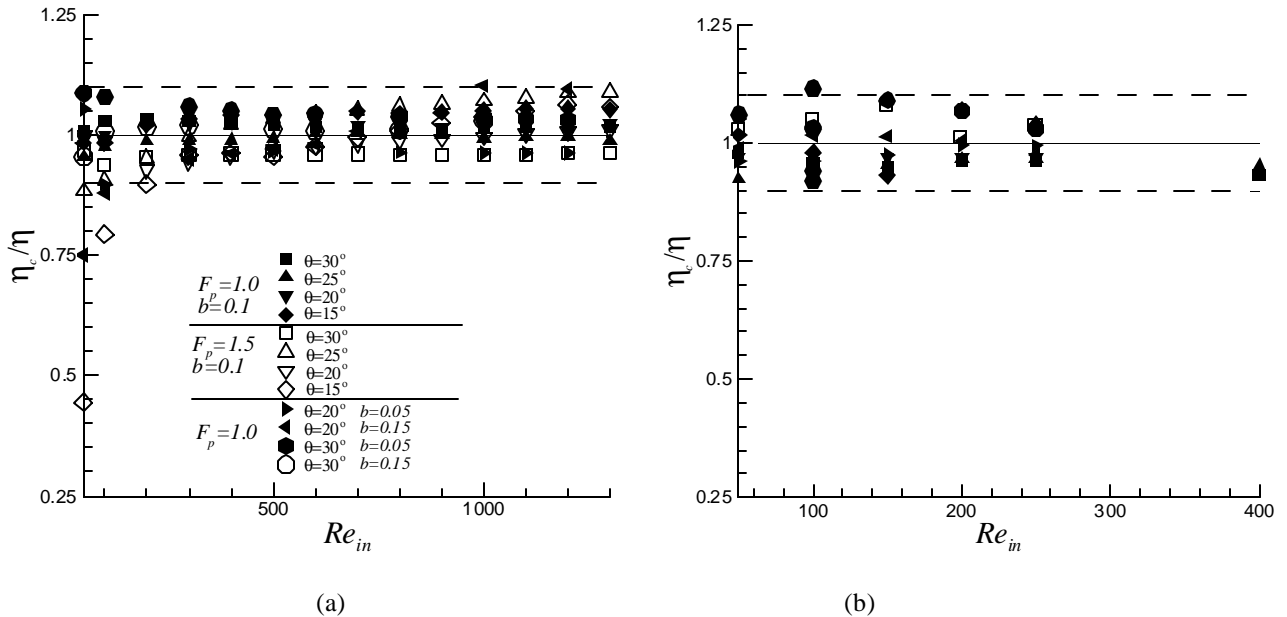 1.25
(a)
1
η_c/η
0.75
0.5
0.25
500
1000
Re_in
F_p=1.0
b=0.1
θ=30°
θ=25°
θ=20°
θ=15°
F_p=1.5
b=0.1
θ=30°
θ=25°
θ=20°
θ=15°
F_p=1.0
θ=20° b=0.05
θ=20° b=0.15
θ=30° b=0.05
θ=30° b=0.15
(a)
1.25
(b)
1
η_c/η
0.75
0.5
0.25
100
200
300
400
Re_in
(b)